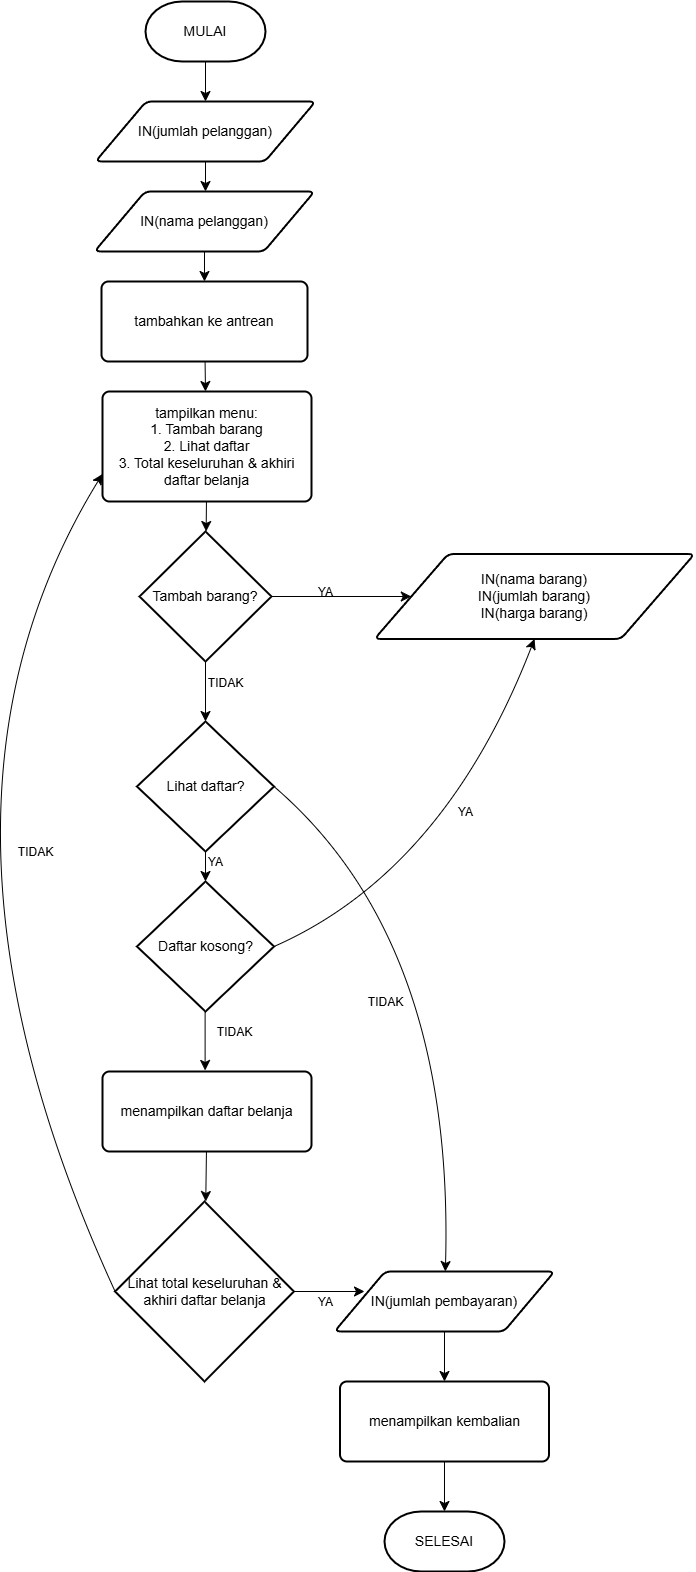 MULAI
IN(jumlah pelanggan)
IN(nama pelanggan)
tambahkan ke antrean
tampilkan menu:
1. Tambah barang
2. Lihat daftar
3. Total keseluruhan & akhiri
daftar belanja
Tambah barang?
YA
IN(nama barang)
IN(jumlah barang)
IN(harga barang)
TIDAK
Lihat daftar?
YA
TIDAK
YA
Daftar kosong?
TIDAK
TIDAK
menampilkan daftar belanja
Lihat total keseluruhan &
akhiri daftar belanja
YA
IN(jumlah pembayaran)
menampilkan kembalian
SELESAI